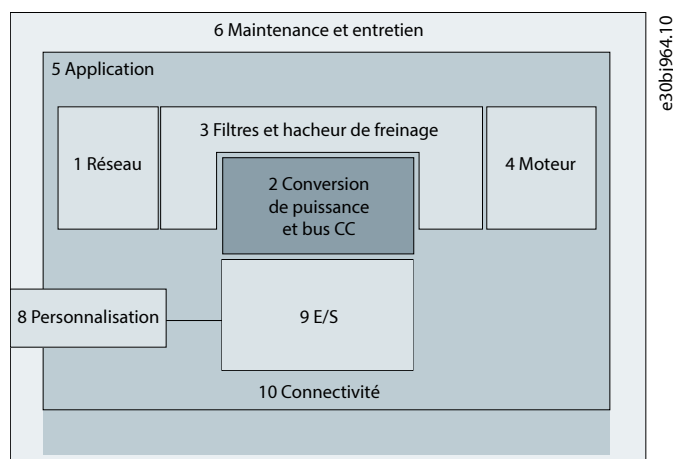 6 Maintenance et entretien
5 Application
3 Filtres et hacheur de freinage
1 Réseau
4 Moteur
2 Conversion
de puissance
et bus CC
8 Personnalisation
9 E/S
10 Connectivité
e30bi964.10